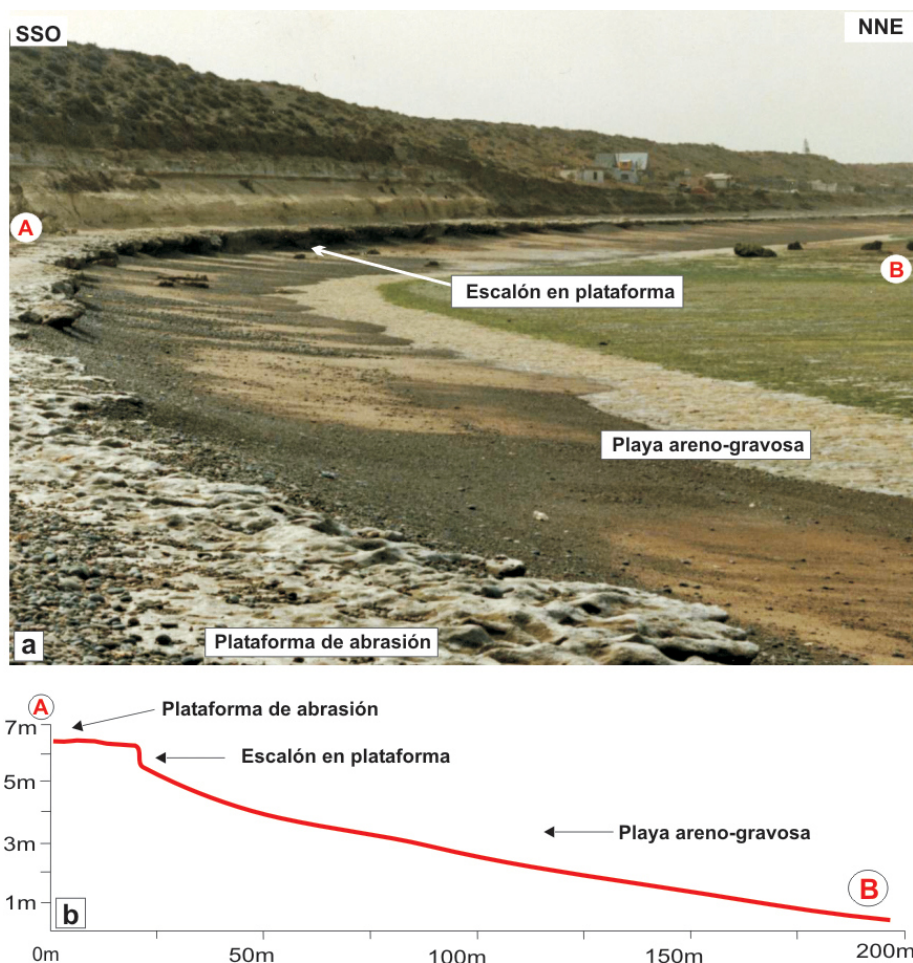 SSO
NNE
A
Escalón en plataforma
B
Playa areno-gravosa
a
Plataforma de abrasión
A
Plataforma de abrasión
7m
Escalón en plataforma
5m
Playa areno-gravosa
3m
B
1m
b
0m
50m
100m
150m
200m